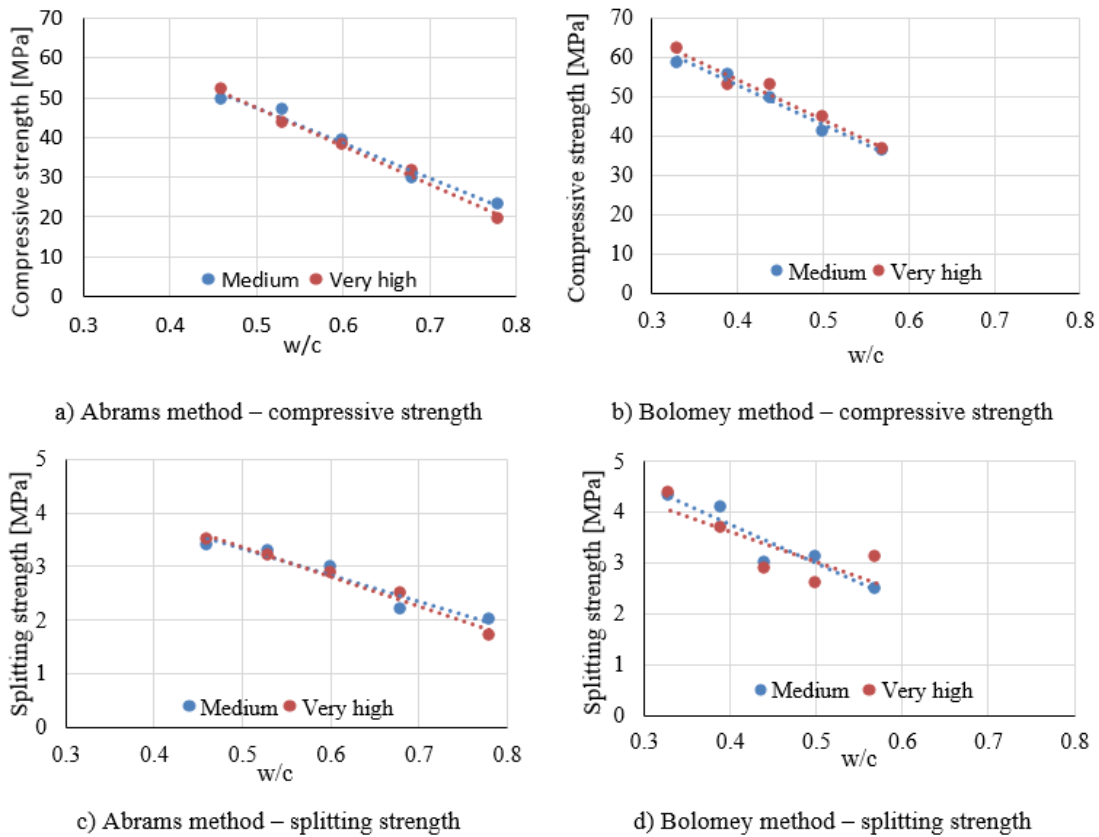 Compressive strength [MPa]
70
60
50
40
30
20
10
0
Medium Very high
0.3 0.4 0.5 0.6 0.7 0.8
w/c
a) Abrams method – compressive strength
Compressive strength [MPa]
70
60
50
40
30
20
10
0
Medium Very high
0.3 0.4 0.5 0.6 0.7 0.8
w/c
b) Bolomey method – compressive strength
Splitting strength [MPa]
5
4
3
2
1
0
Medium Very high
0.3 0.4 0.5 0.6 0.7 0.8
w/c
c) Abrams method – splitting strength
Splitting strength [MPa]
5
4
3
2
1
0
Medium Very high
0.3 0.4 0.5 0.6 0.7 0.8
w/c
d) Bolomey method – splitting strength